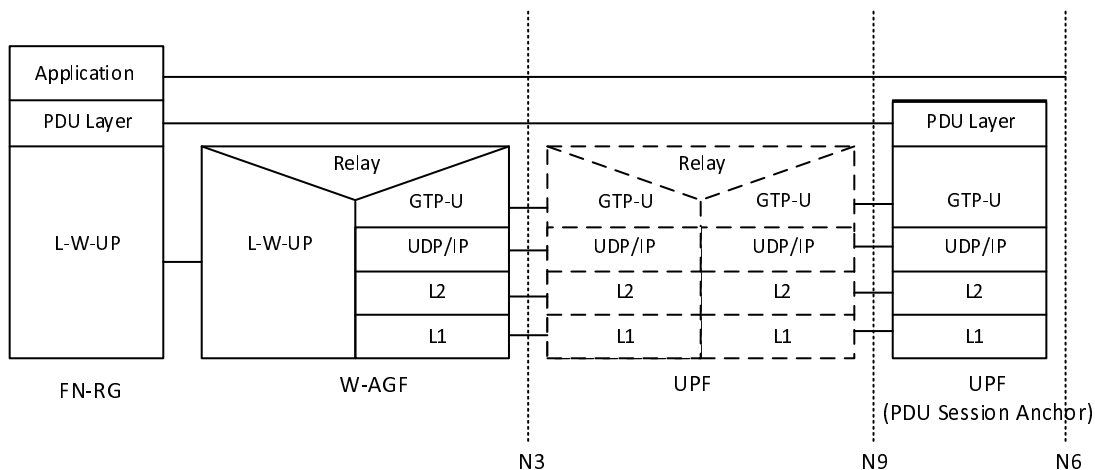 Application
PDU Layer
PDU Layer
Relay
Relay
GTP-U
GTP-U
GTP-U
GTP-U
L-W-UP
L-W-UP
UDP/IP
UDP/IP
UDP/IP
UDP/IP
L2
L2
L2
L2
L1
L1
L1
L1
FN-RG
W-AGF
UPF
UPF
(PDU Session Anchor)
N3
N9
N6